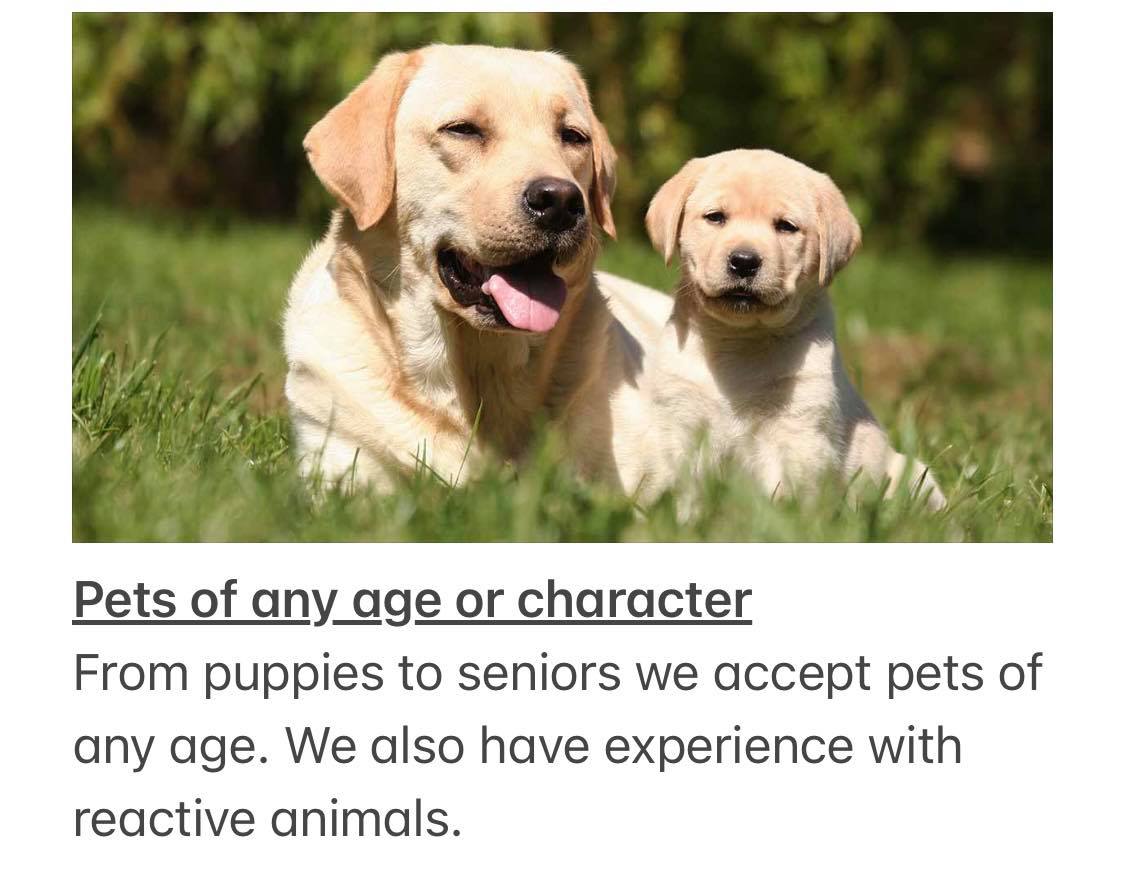 Pets of any age or character
From puppies to seniors we accept pets of
any age. We also have experience with
reactive animals.